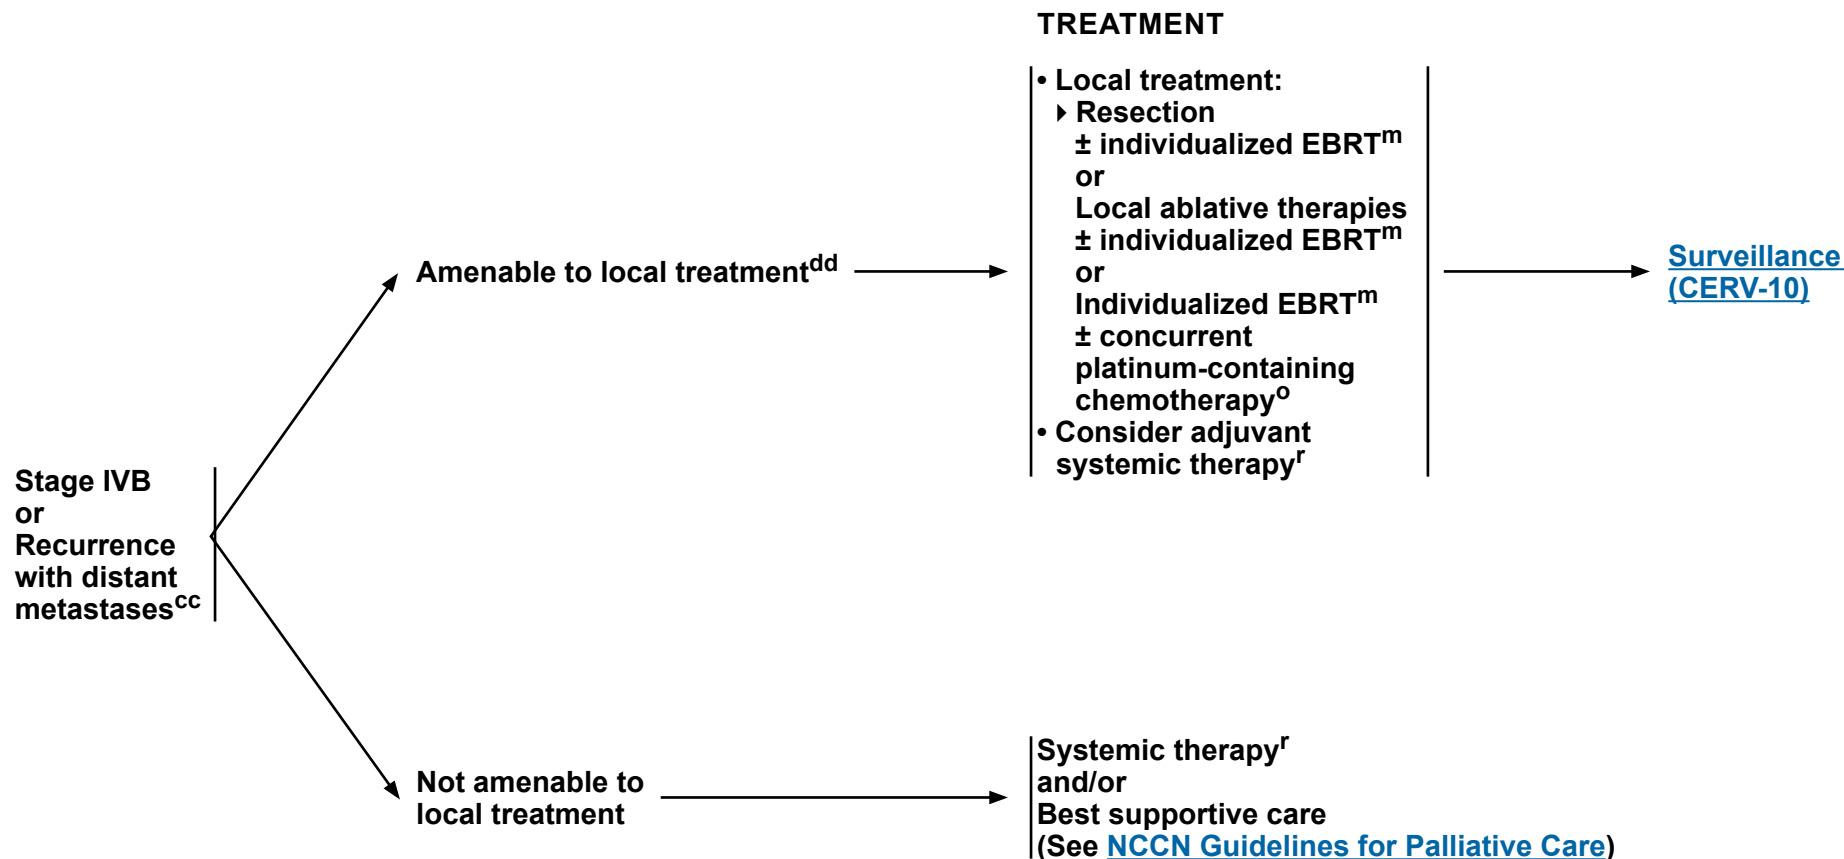 TREATMENT
• Local treatment:
‣ Resection
± individualized EBRTᵐ
or
Local ablative therapies
± individualized EBRTᵐ
or
Individualized EBRTᵐ
± concurrent
platinum-containing
chemotherapyᵒ
• Consider adjuvant
systemic therapyʳ
Amenable to local treatmentᵈᵈ
Surveillance
(CERV-10)
Stage IVB
or
Recurrence
with distant
metastasesᶜᶜ
Not amenable to
local treatment
Systemic therapyʳ
and/or
Best supportive care
(See NCCN Guidelines for Palliative Care)